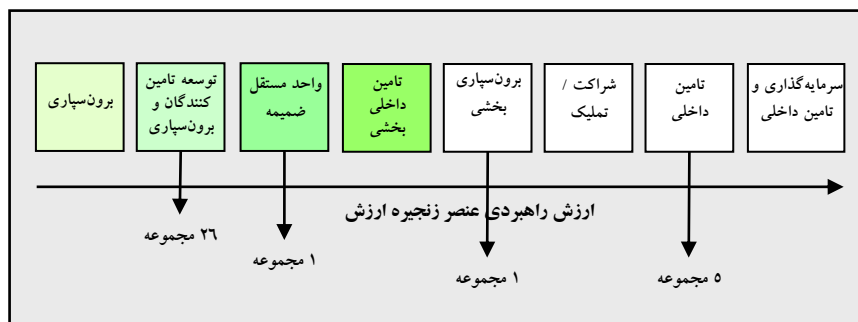 سرمایه‌گذاری و
تامین داخلی
تامین
داخلی
شراکت /
تملیک
برون‌سپاری
بخشی
تامین
داخلی
بخشی
واحد مستقل
ضمیمه
توسعه تامین
کنندگان و
برون‌سپاری
برون‌سپاری
ارزش راهبردی عنصر زنجیره ارزش
۵ مجموعه
۱ مجموعه
۱ مجموعه
۲۶ مجموعه